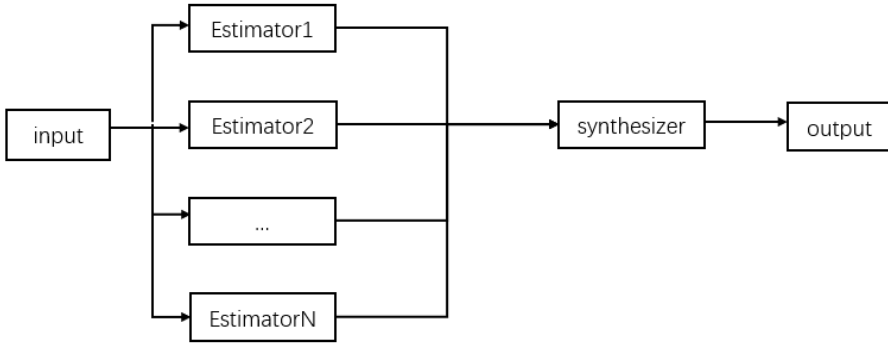 input
Estimator1
Estimator2
...
EstimatorN
synthesizer
output